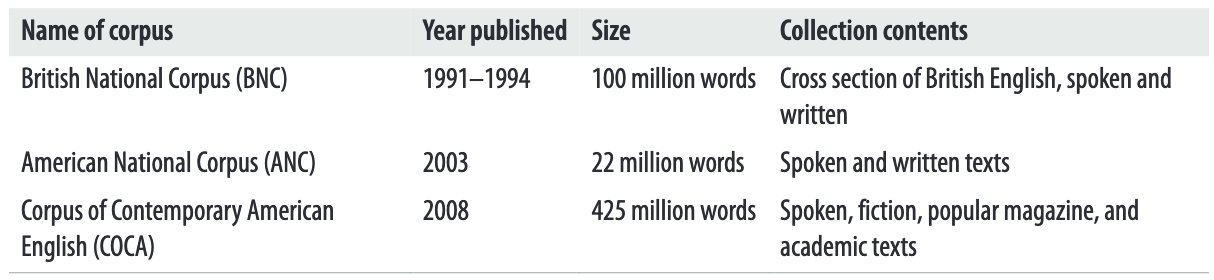 Name of corpus Year published Size Collection contents
British National Corpus (BNC) 1991–1994 100 million words Cross section of British English, spoken and
written
American National Corpus (ANC) 2003 22 million words Spoken and written texts
Corpus of Contemporary American 2008 425 million words Spoken, fiction, popular magazine, and
English (COCA) academic texts